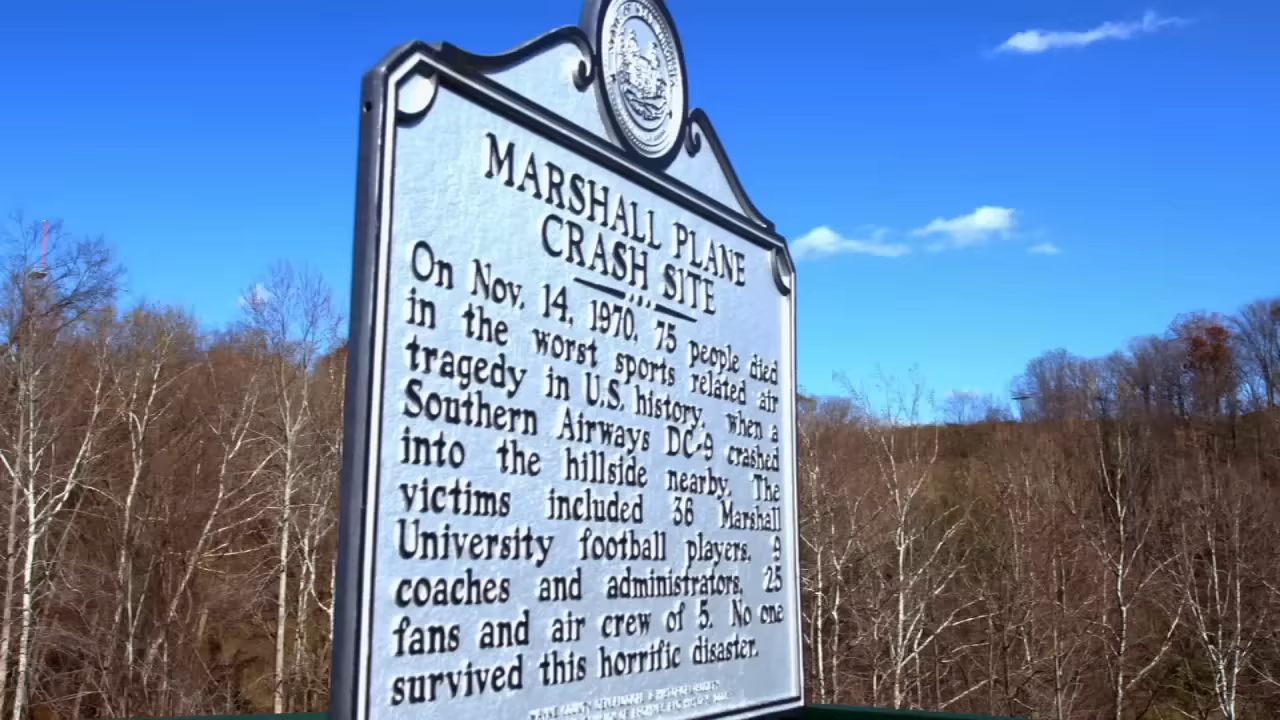 MARSHALL PLANE
CRASH SITE
On Nov. 14, 1970, 75 people died
in the worst sports related air
tragedy in U.S. history, when a
Southern Airways DC-9 crashed
into the hillside nearby. The
victims included 36 Marshall
University football players, 9
coaches and administrators, 25
fans and air crew of 5. No one
survived this horrific disaster.